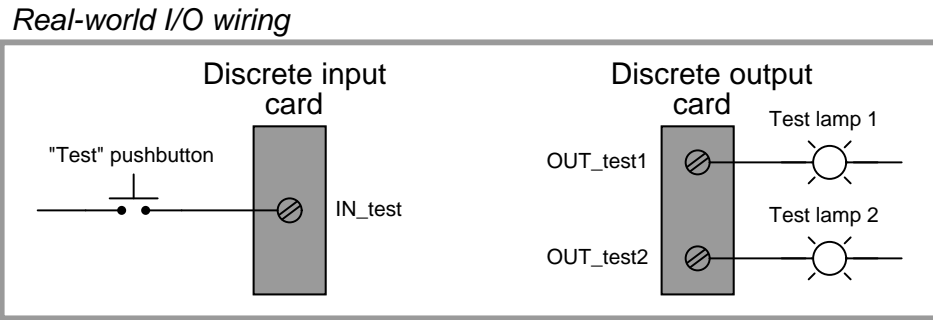 Real-world I/O wiring
Discrete input
card
"Test" pushbutton
IN_test
Discrete output
card
Test lamp 1
OUT_test1
Test lamp 2
OUT_test2